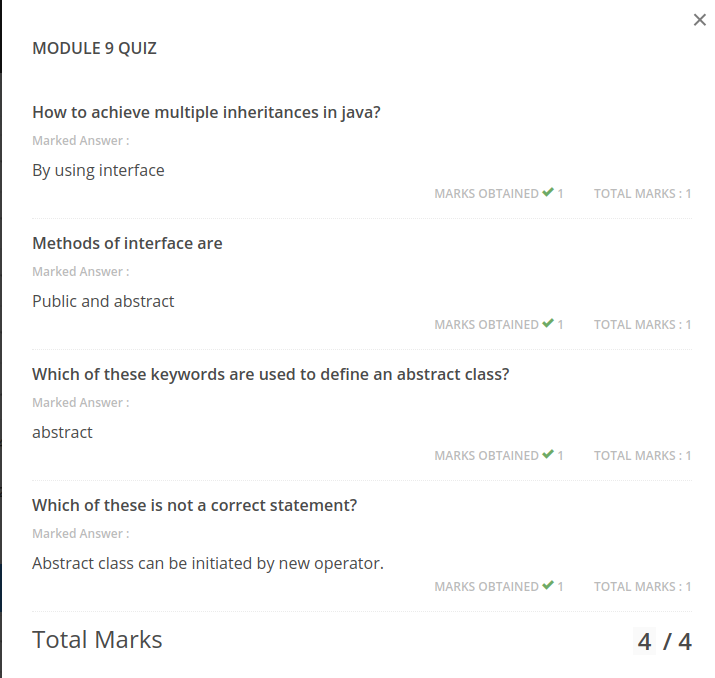 MODULE 9 QUIZ
How to achieve multiple inheritances in java?
Marked Answer :
By using interface
MARKS OBTAINED ✔ 1 TOTAL MARKS : 1
Methods of interface are
Marked Answer :
Public and abstract
MARKS OBTAINED ✔ 1 TOTAL MARKS : 1
Which of these keywords are used to define an abstract class?
Marked Answer :
abstract
MARKS OBTAINED ✔ 1 TOTAL MARKS : 1
Which of these is not a correct statement?
Marked Answer :
Abstract class can be initiated by new operator.
MARKS OBTAINED ✔ 1 TOTAL MARKS : 1
Total Marks 4 / 4